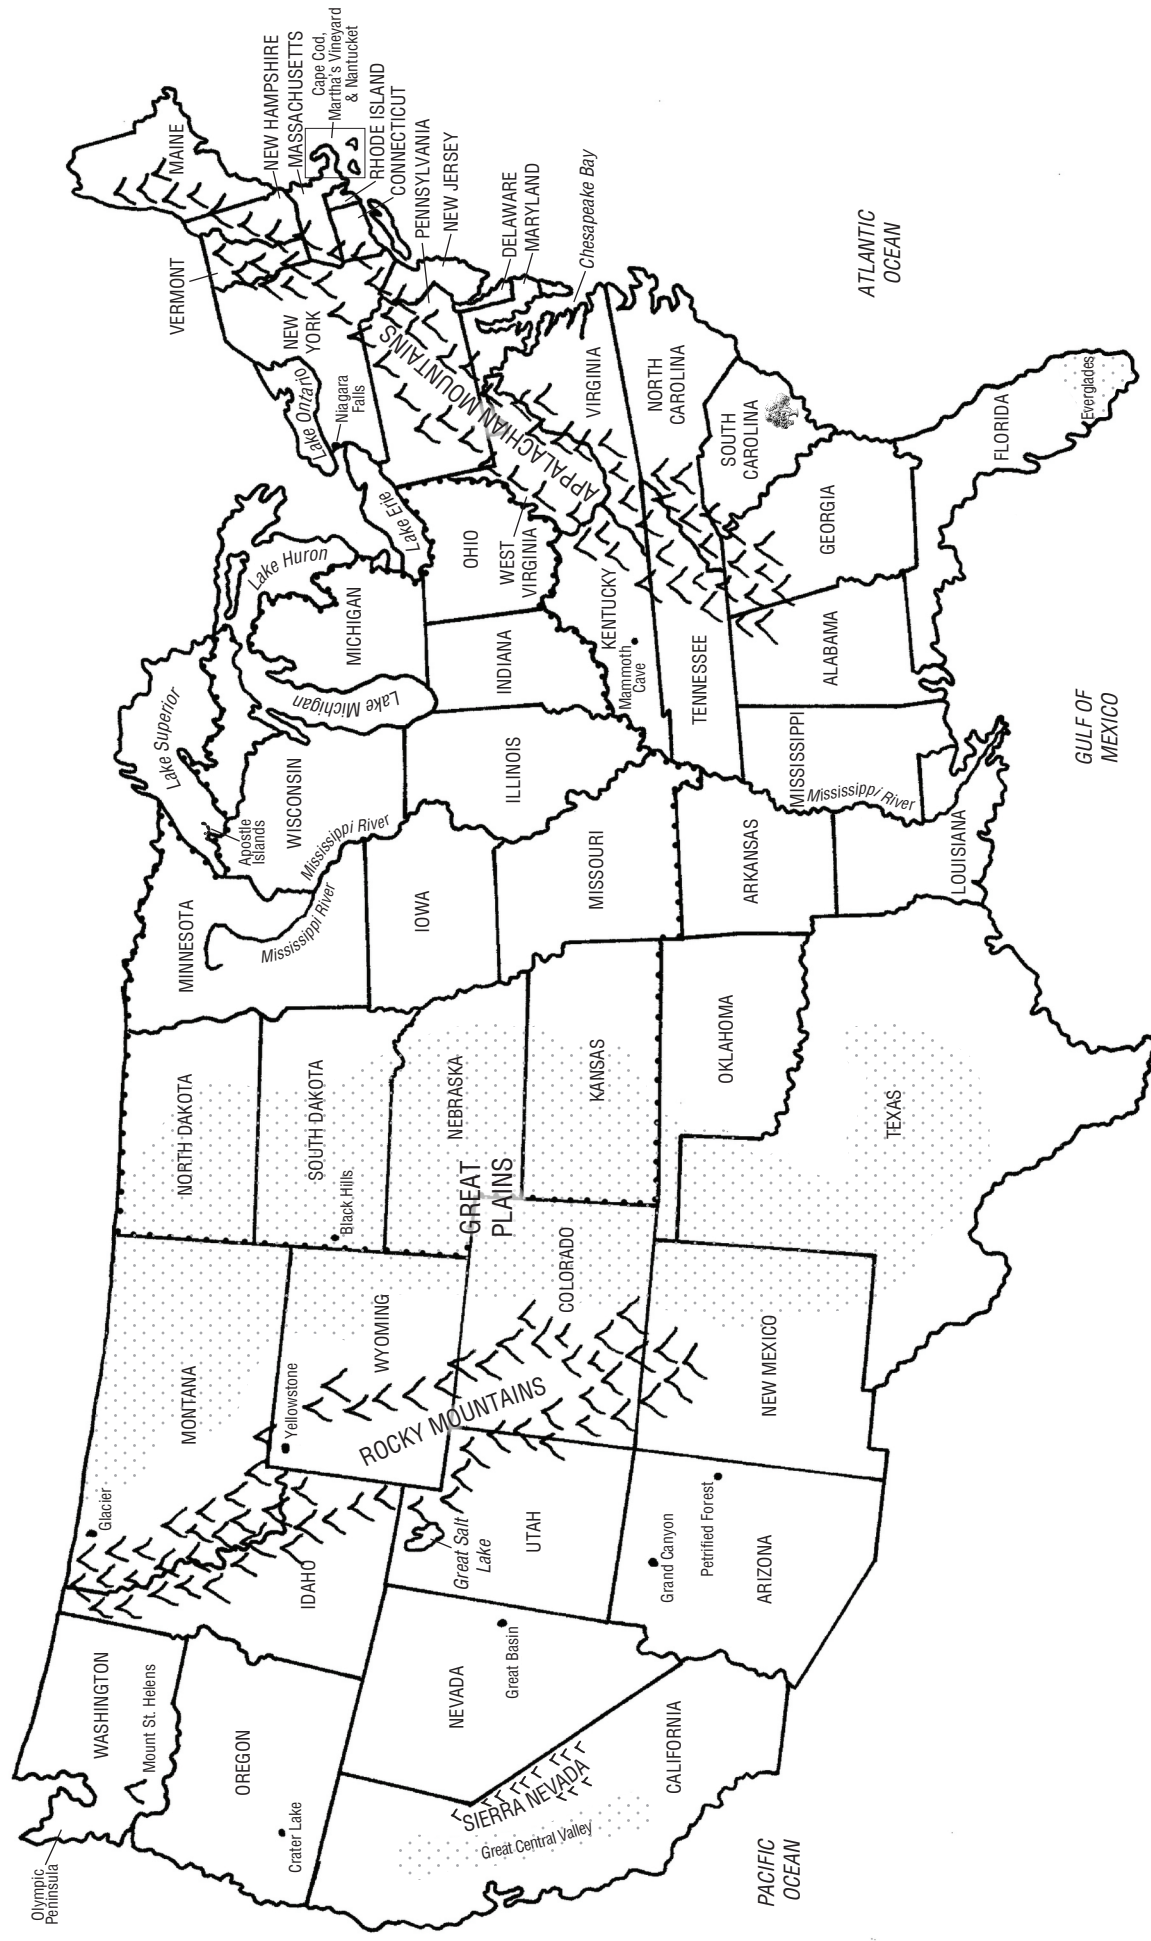 Olympic
Peninsula
WASHINGTON
Mount St. Helens
OREGON
Crater Lake
IDAHO
Glacier
MONTANA
Yellowstone
WYOMING
ROCKY MOUNTAINS
NEVADA
Great Basin
Great Salt
Lake
UTAH
SIERRA NEVADA
Great Central Valley
CALIFORNIA
Grand Canyon
Petrified Forest
ARIZONA
NEW MEXICO
COLORADO
GREAT
PLAINS
NORTH DAKOTA
SOUTH DAKOTA
Black Hills
NEBRASKA
KANSAS
OKLAHOMA
TEXAS
MINNESOTA
Mississippi River
IOWA
MISSOURI
ARKANSAS
LOUISIANA
Lake Superior
Apostle
Islands
WISCONSIN
Mississippi River
ILLINOIS
Lake Michigan
MICHIGAN
Lake Huron
INDIANA
OHIO
Lake Erie
KENTUCKY
Mammoth
Cave
TENNESSEE
MISSISSIPPI
Mississippi River
ALABAMA
GEORGIA
FLORIDA
Everglades
SOUTH
CAROLINA
NORTH
CAROLINA
VIRGINIA
WEST
VIRGINIA
APPALACHIAN MOUNTAINS
Lake Ontario
Niagara
Falls
NEW
YORK
VERMONT
MAINE
NEW HAMPSHIRE
MASSACHUSETTS
Cape Cod,
Martha's Vineyard
& Nantucket
RHODE ISLAND
CONNECTICUT
PENNSYLVANIA
NEW JERSEY
DELAWARE
MARYLAND
Chesapeake Bay
PACIFIC
OCEAN
GULF OF
MEXICO
ATLANTIC
OCEAN